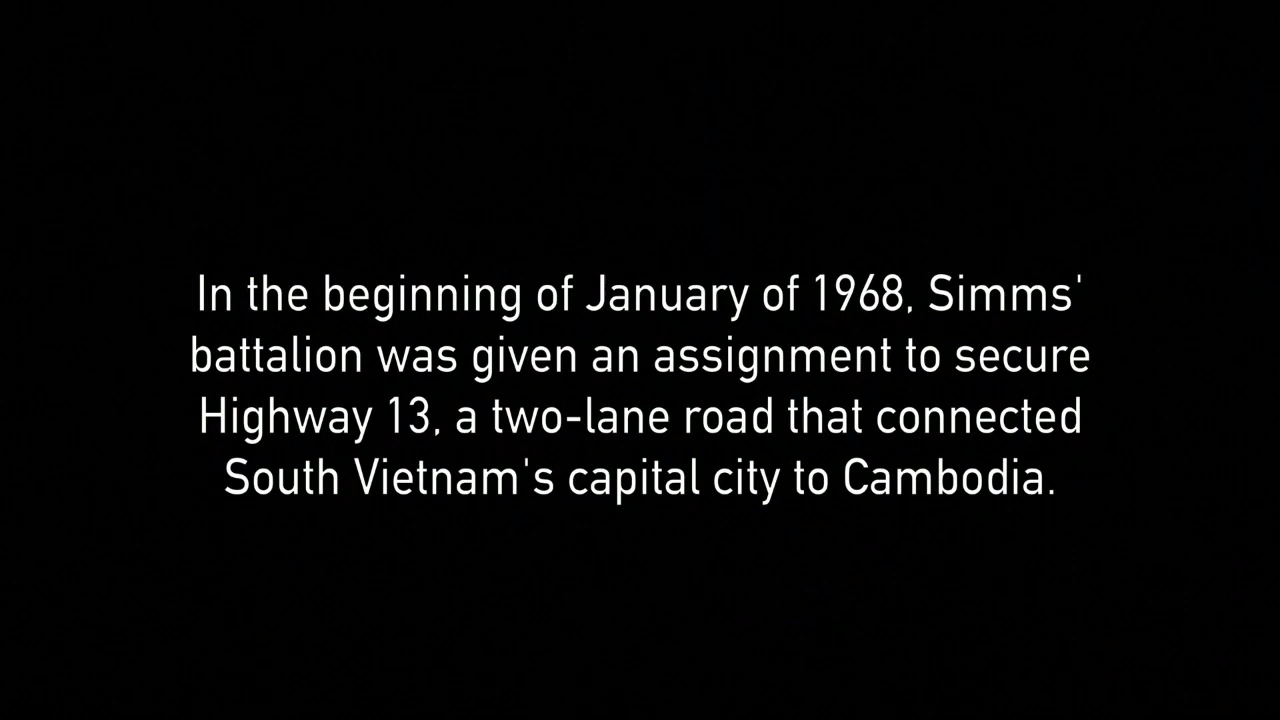 In the beginning of January of 1968, Simms'
battalion was given an assignment to secure
Highway 13, a two-lane road that connected
South Vietnam's capital city to Cambodia.